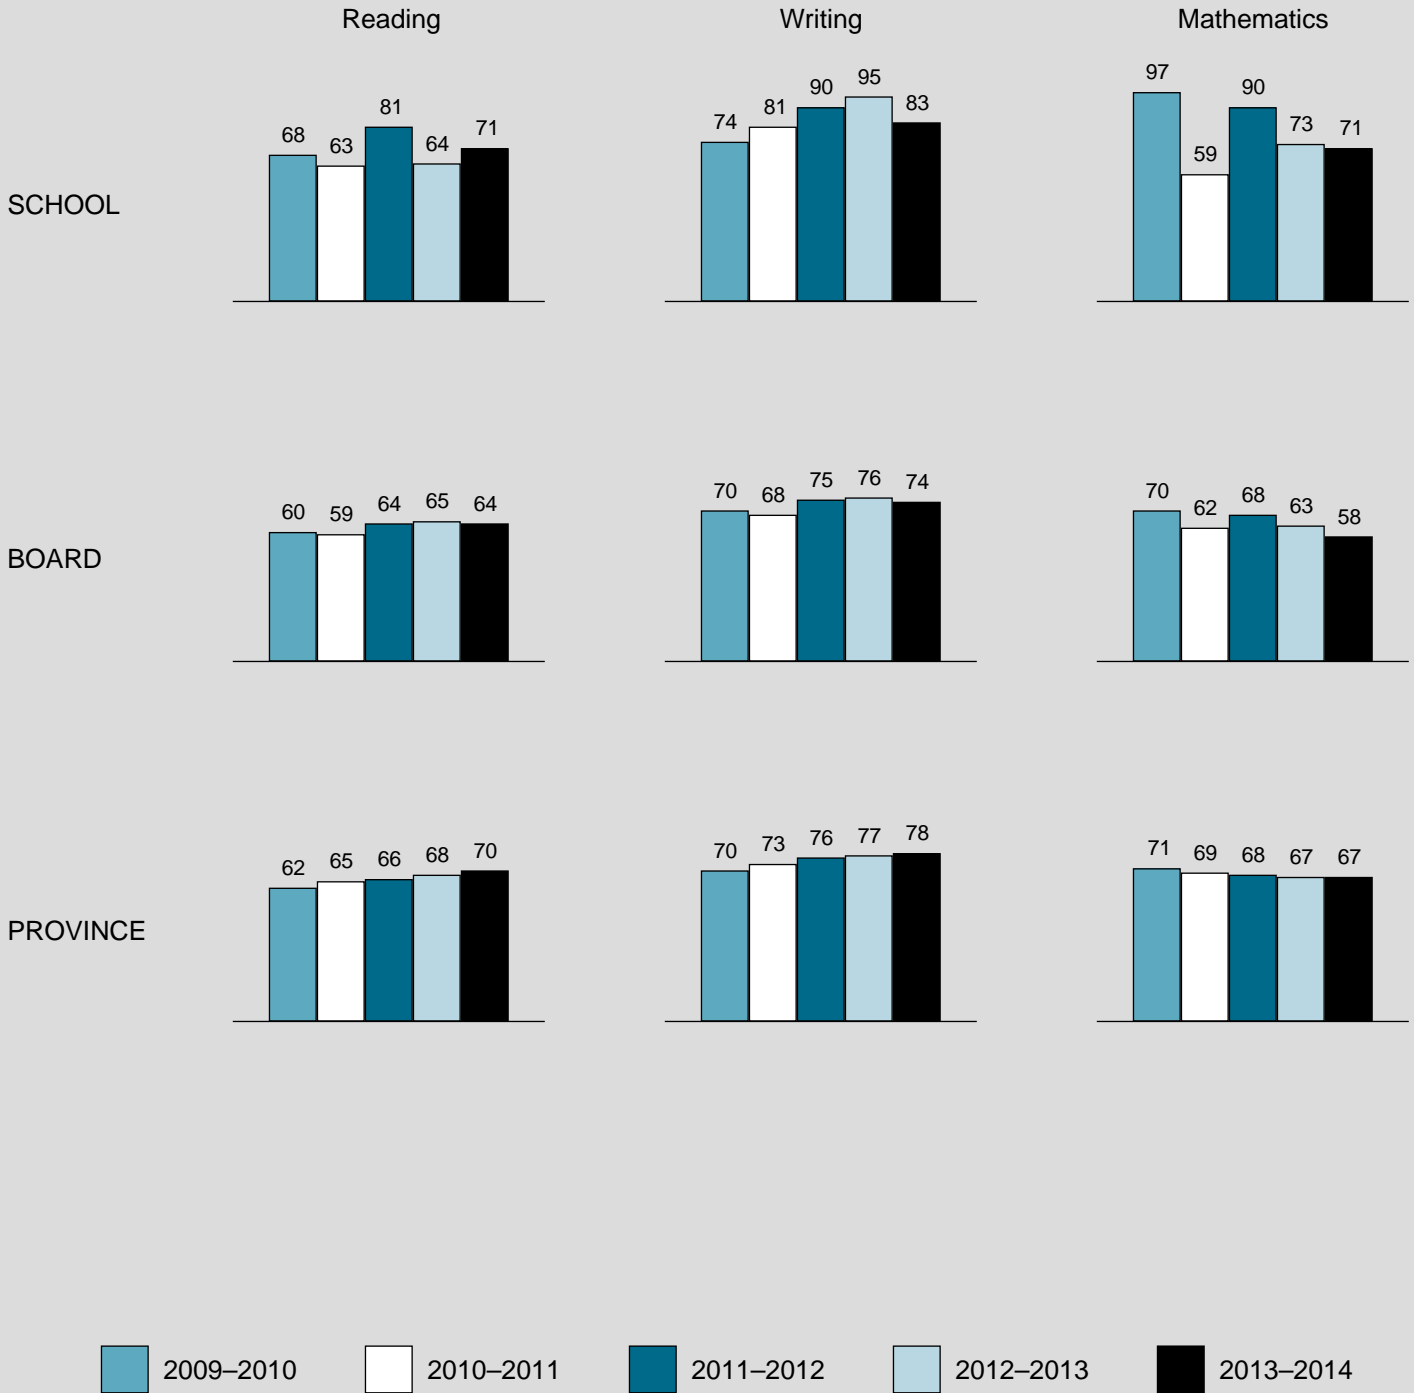 Reading Writing Mathematics
SCHOOL
68 63 81 64 71
74 81 90 95 83
97 59 90 73 71
BOARD
60 59 64 65 64
70 68 75 76 74
70 62 68 63 58
PROVINCE
62 65 66 68 70
70 73 76 77 78
71 69 68 67 67
2009–2010 2010–2011 2011–2012 2012–2013 2013–2014